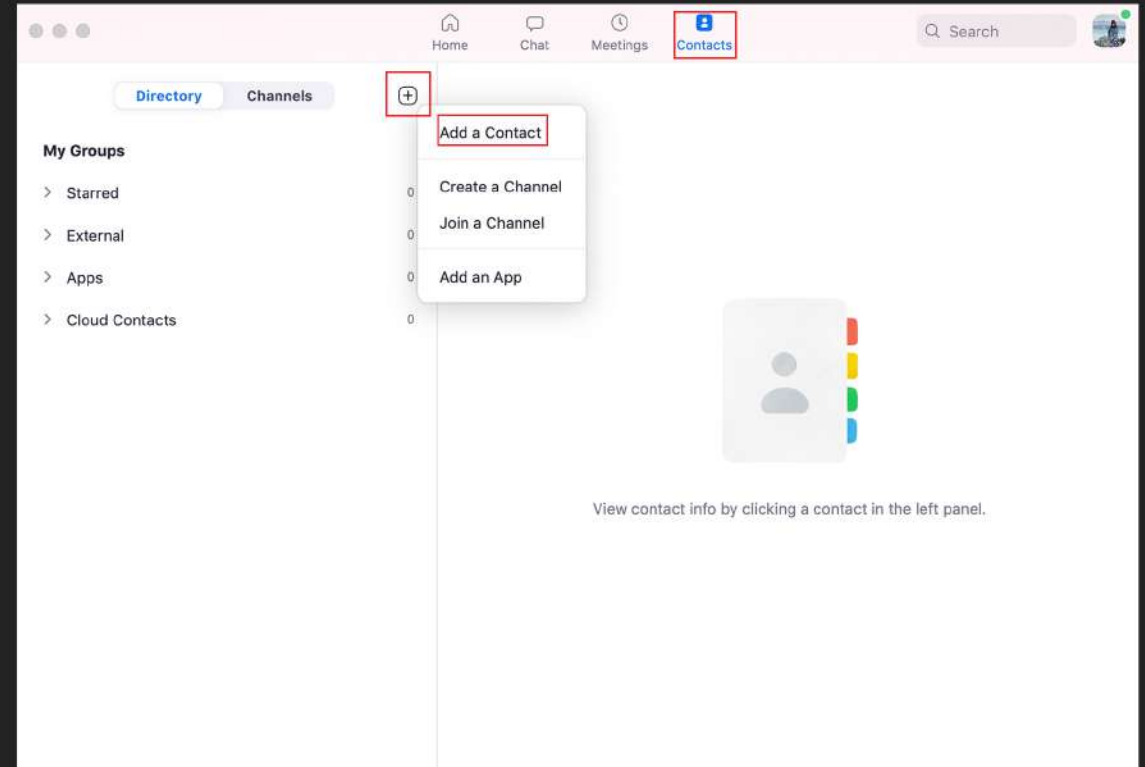 Home Chat Meetings Contacts
Search
Directory Channels
Add a Contact
My Groups
Starred 0
Create a Channel
Join a Channel
External 0
Apps 0
Add an App
Cloud Contacts 0
View contact info by clicking a contact in the left panel.